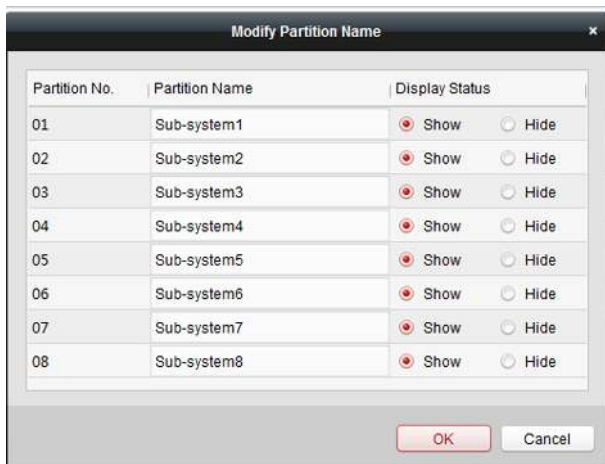 Modify Partition Name ×
Partition No. Partition Name Display Status
01 Sub-system1 Show Hide
02 Sub-system2 Show Hide
03 Sub-system3 Show Hide
04 Sub-system4 Show Hide
05 Sub-system5 Show Hide
06 Sub-system6 Show Hide
07 Sub-system7 Show Hide
08 Sub-system8 Show Hide
OK Cancel